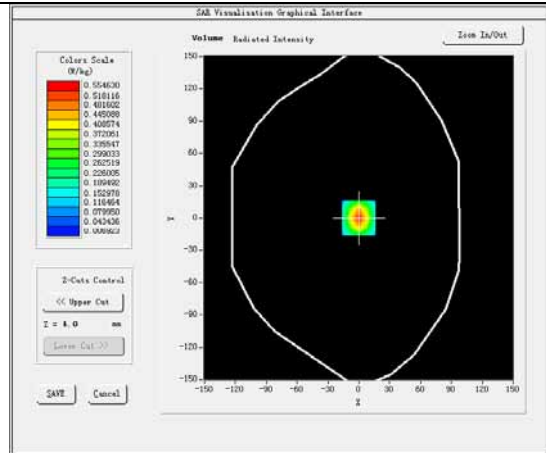 SAR Visualisation Graphical Interface
Volume Radiated Intensity
Zoom In/Out
Colors Scale
(W/kg)
0.554630
0.518116
0.481602
0.445088
0.408574
0.372061
0.335547
0.299033
0.262519
0.226005
0.189492
0.152978
0.116464
0.079950
0.043436
0.006923
150
120
90
60
30
0
-30
-60
-90
-120
-150
Y
-150 -120 -90 -60 -30 0 30 60 90 120 150
X
Z-Cuts Control
<< Upper Cut
Z = 4.0 mm
Lower Cut >>
SAVE Cancel